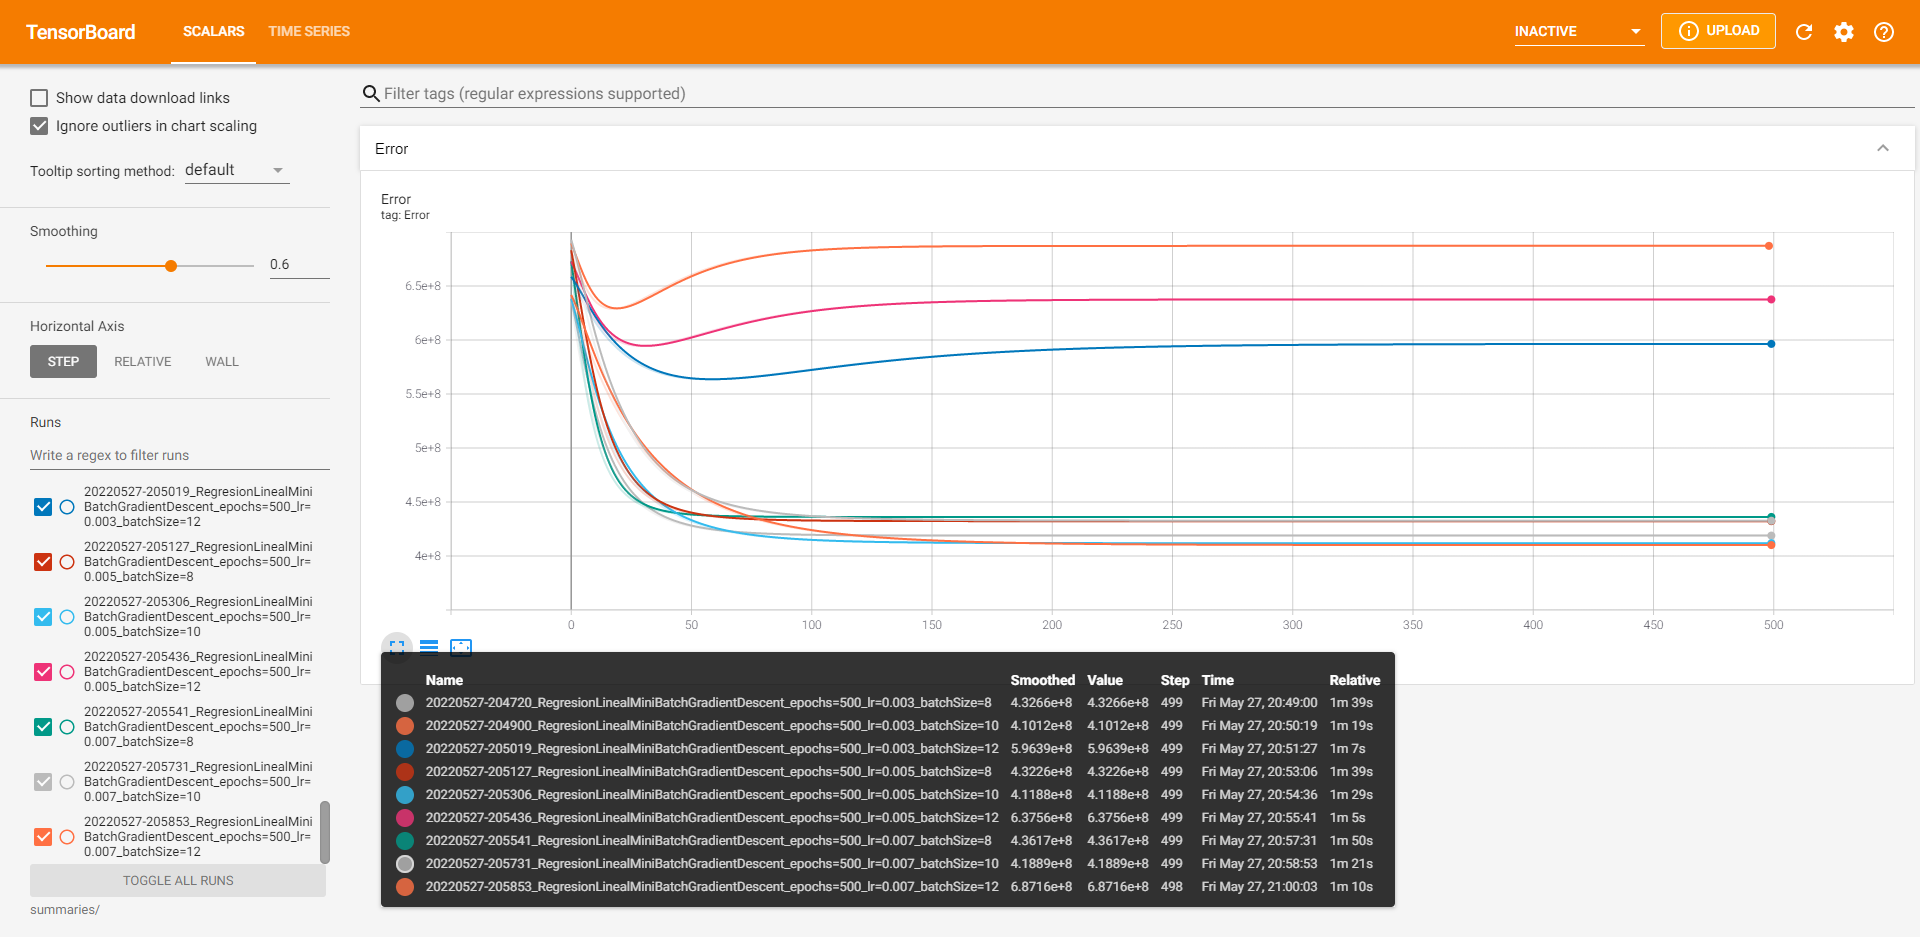 TensorBoard SCALARS TIME SERIES INACTIVE UPLOAD
Show data download links
Ignore outliers in chart scaling
Tooltip sorting method: default
Smoothing
0.6
Horizontal Axis
STEP RELATIVE WALL
Runs
Write a regex to filter runs
20220527-205019_RegresionLinealMini
BatchGradientDescent_epochs=500_lr=
0.003_batchSize=12
20220527-205127_RegresionLinealMini
BatchGradientDescent_epochs=500_lr=
0.005_batchSize=8
20220527-205306_RegresionLinealMini
BatchGradientDescent_epochs=500_lr=
0.005_batchSize=10
20220527-205436_RegresionLinealMini
BatchGradientDescent_epochs=500_lr=
0.005_batchSize=12
20220527-205541_RegresionLinealMini
BatchGradientDescent_epochs=500_lr=
0.007_batchSize=8
20220527-205731_RegresionLinealMini
BatchGradientDescent_epochs=500_lr=
0.007_batchSize=10
20220527-205853_RegresionLinealMini
BatchGradientDescent_epochs=500_lr=
0.007_batchSize=12
TOGGLE ALL RUNS
summaries/
Filter tags (regular expressions supported)
Error
Error
tag: Error
6.5e+8
6e+8
5.5e+8
5e+8
4.5e+8
4e+8
0 50 100 150 200 250 300 350 400 450 500
Name Smoothed Value Step Time Relative
20220527-204720_RegresionLinealMiniBatchGradientDescent_epochs=500_lr=0.003_batchSize=8 4.3266e+8 4.3266e+8 499 Fri May 27, 20:49:00 1m 39s
20220527-204900_RegresionLinealMiniBatchGradientDescent_epochs=500_lr=0.003_batchSize=10 4.1012e+8 4.1012e+8 499 Fri May 27, 20:50:19 1m 19s
20220527-205019_RegresionLinealMiniBatchGradientDescent_epochs=500_lr=0.003_batchSize=12 5.9639e+8 5.9639e+8 499 Fri May 27, 20:51:27 1m 7s
20220527-205127_RegresionLinealMiniBatchGradientDescent_epochs=500_lr=0.005_batchSize=8 4.3226e+8 4.3226e+8 499 Fri May 27, 20:53:06 1m 39s
20220527-205306_RegresionLinealMiniBatchGradientDescent_epochs=500_lr=0.005_batchSize=10 4.1188e+8 4.1188e+8 499 Fri May 27, 20:54:36 1m 29s
20220527-205436_RegresionLinealMiniBatchGradientDescent_epochs=500_lr=0.005_batchSize=12 6.3756e+8 6.3756e+8 499 Fri May 27, 20:55:41 1m 5s
20220527-205541_RegresionLinealMiniBatchGradientDescent_epochs=500_lr=0.007_batchSize=8 4.3617e+8 4.3617e+8 499 Fri May 27, 20:57:31 1m 50s
20220527-205731_RegresionLinealMiniBatchGradientDescent_epochs=500_lr=0.007_batchSize=10 4.1889e+8 4.1889e+8 499 Fri May 27, 20:58:53 1m 21s
20220527-205853_RegresionLinealMiniBatchGradientDescent_epochs=500_lr=0.007_batchSize=12 6.8716e+8 6.8716e+8 498 Fri May 27, 21:00:03 1m 10s